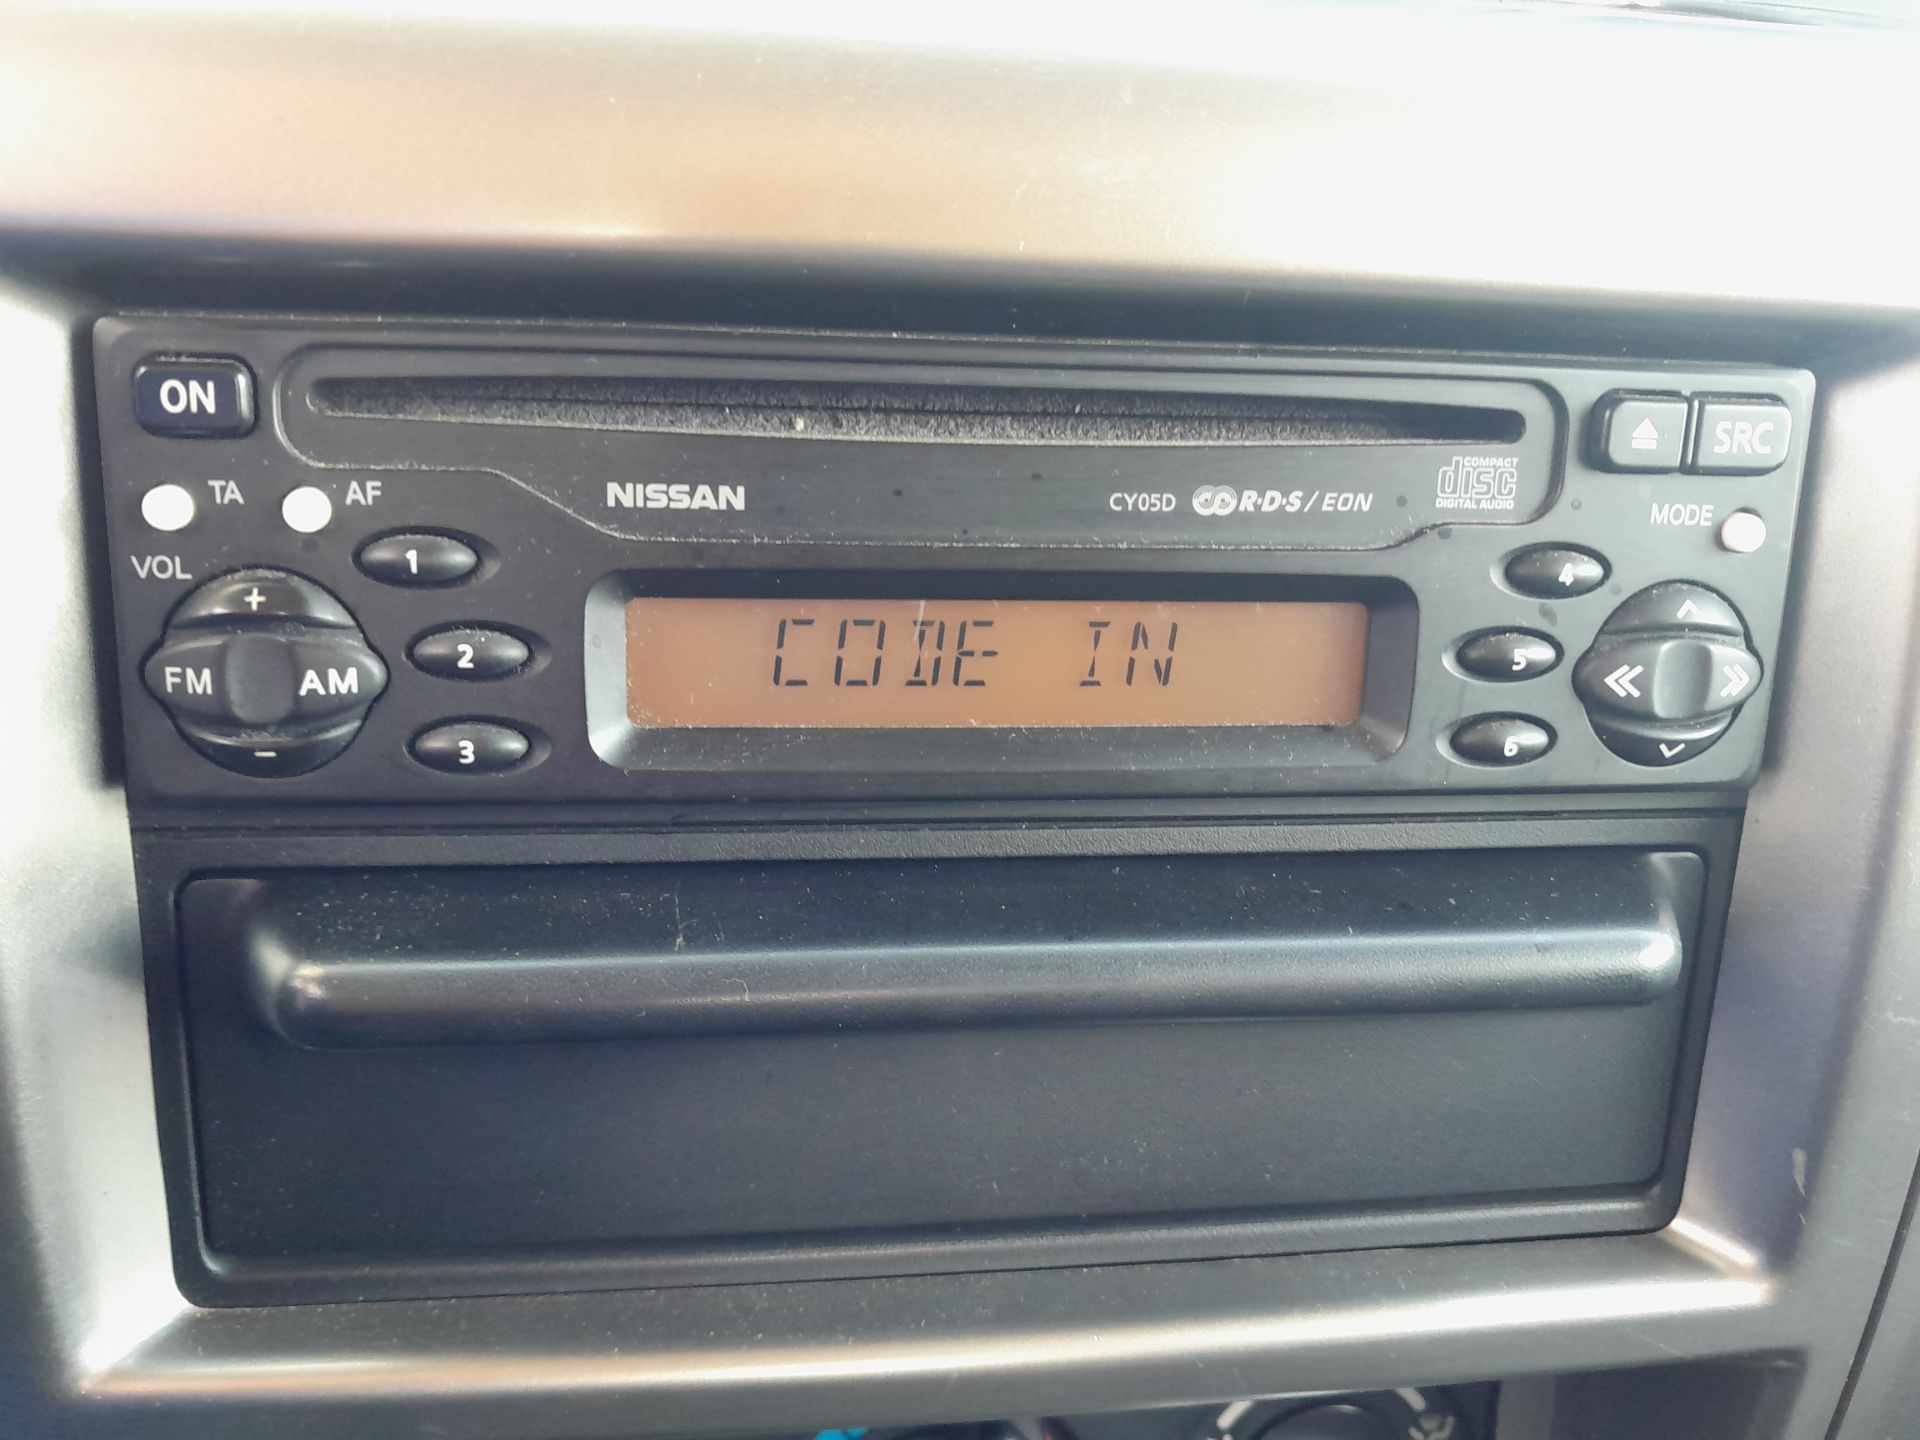 ON
SRC
TA
AF
NISSAN
CY05D
R·D·S/EON
COMPACT
disc
DIGITAL AUDIO
MODE
VOL
+
1
4
CODE IN
FM
AM
2
5
-
3
6